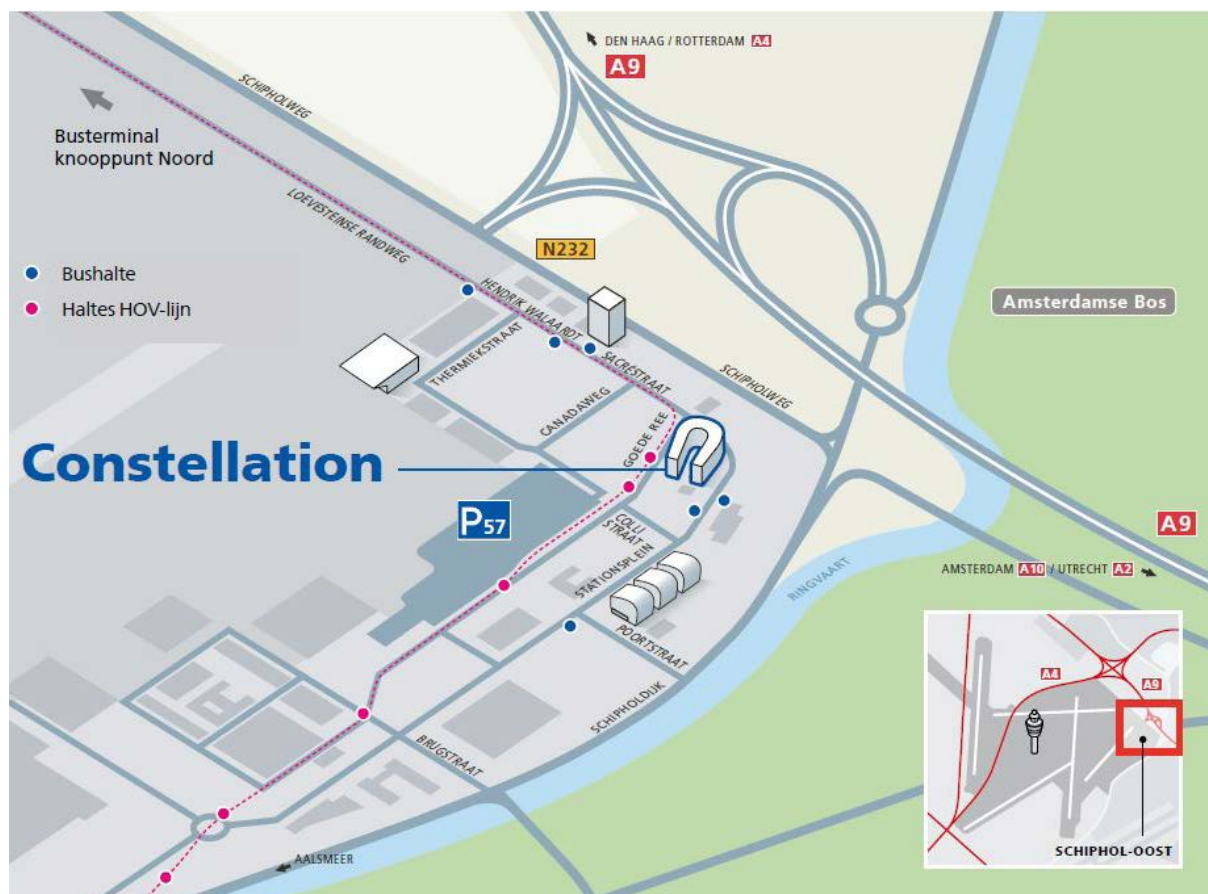 DEN HAAG / ROTTERDAM A4
A9
SCHIPHOLWEG
Busterminal
knooppunt Noord
LOEVESTEINSE RANDWEG
N232
Bushalte
Haltes HOV-lijn
Amsterdamse Bos
HENDRIK WALAARDT
SACRÉSTRAAT
THERMIEKSTRAAT
CANADAWEG
SCHIPHOLWEG
GOEDE REE
Constellation
P57
COLLI
STRAAT
STATIONSPLEIN
RINGVAART
A9
AMSTERDAM A10 / UTRECHT A2
POORTSTRAAT
SCHIPHOLDIJK
BRUGSTRAAT
AALSMEER
A4
A9
SCHIPHOL-OOST